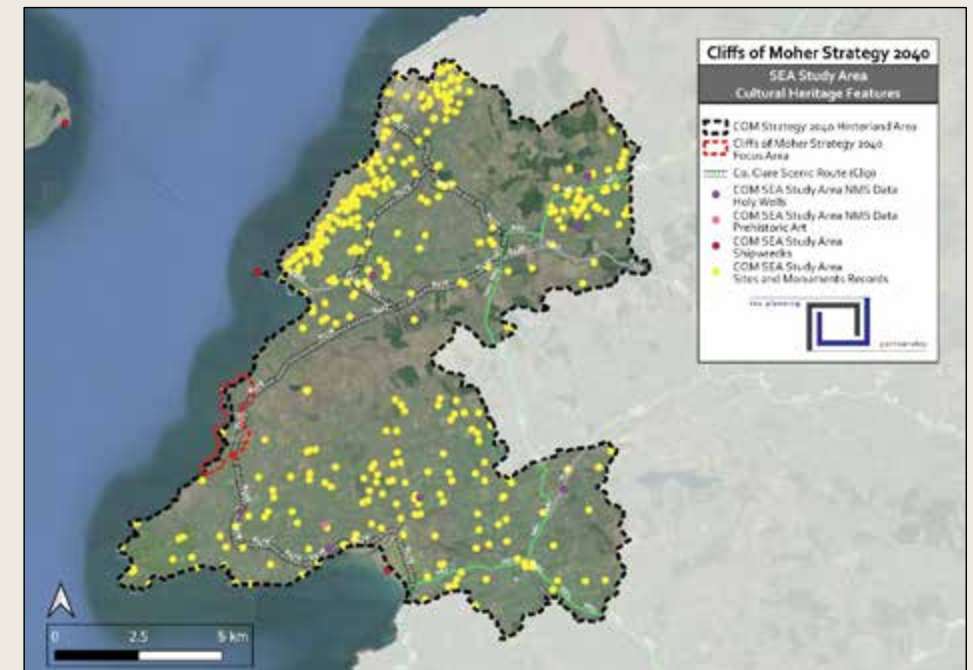 Cliffs of Moher Strategy 2040
SEA Study Area
Cultural Heritage Features
COM Strategy 2040 Hinterland Area
Cliffs of Moher Strategy 2040
Focus Area
Co. Clare Scenic Route (Clip)
COM SEA Study Area NMS Data
Holy Wells
COM SEA Study Area NMS Data
Prehistoric Art
COM SEA Study Area
Shipwrecks
COM SEA Study Area
Sites and Monuments Records
the planning
partnership
0 2.5 5 km